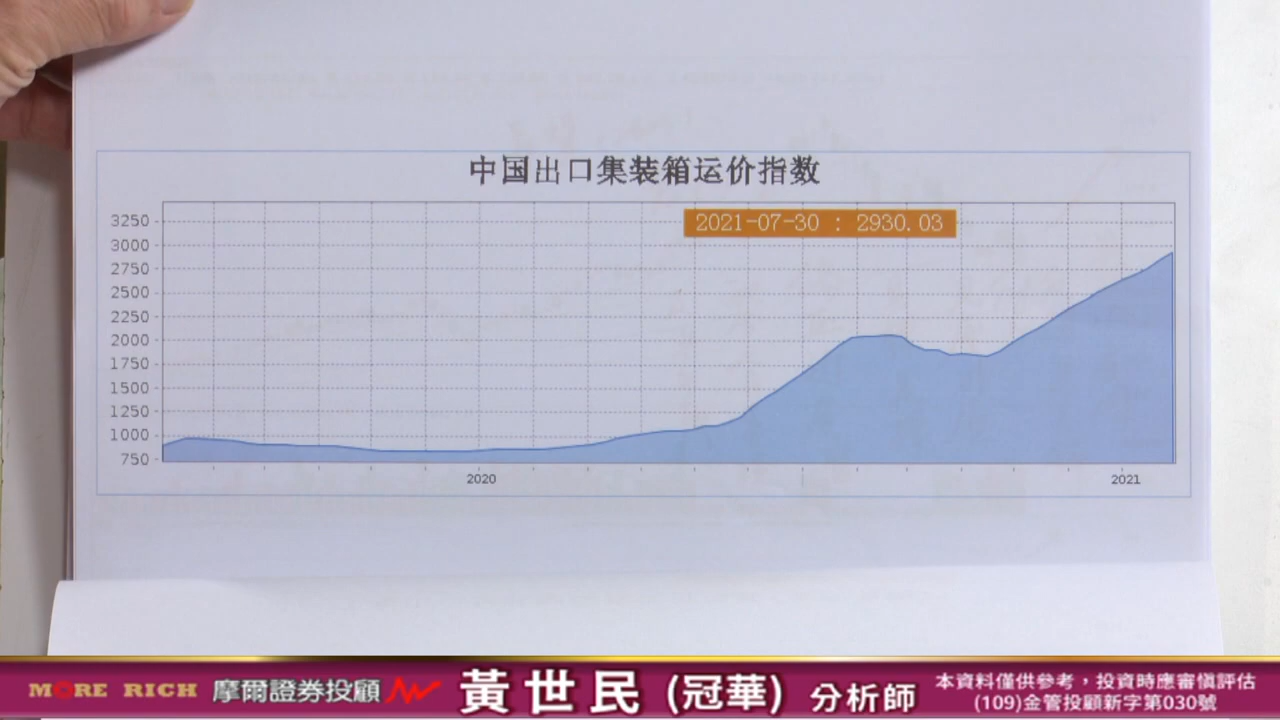 中国出口集装箱运价指数
2021-07-30 : 2930.03
3250
3000
2750
2500
2250
2000
1750
1500
1250
1000
750
2020
2021
MORE RICH 摩爾證券投顧 黃世民 (冠華) 分析師
本資料僅供參考，投資時應審慎評估
(109)金管投顧新字第030號